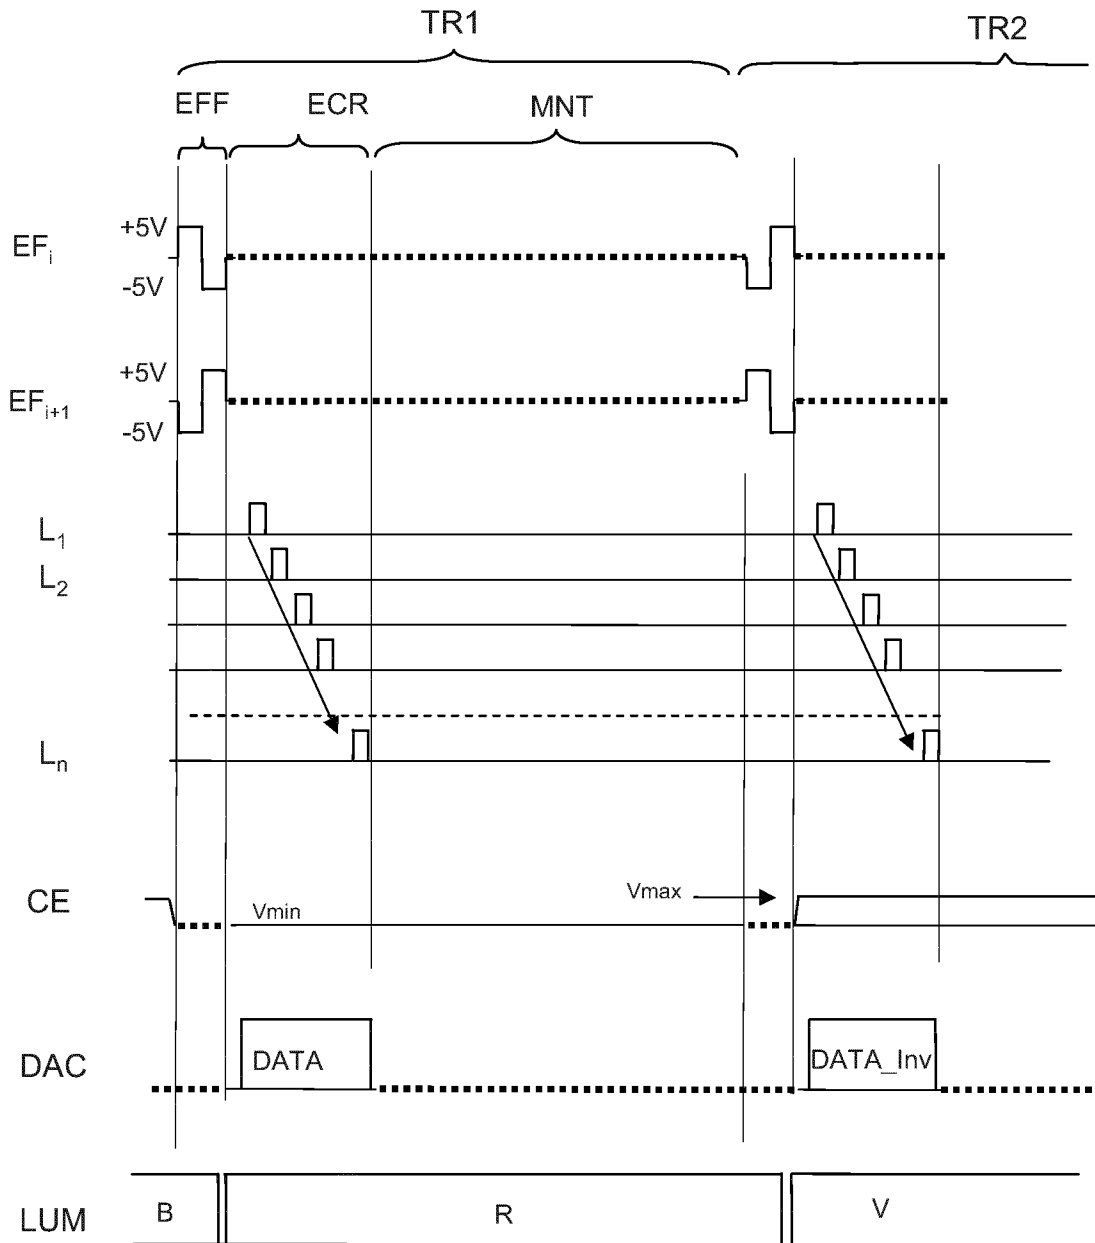 TR1
TR2
EFF
ECR
MNT
+5V
EFi
-5V
+5V
EFi+1
-5V
L1
L2
Ln
CE
Vmin
Vmax
DAC
DATA
DATA_Inv
LUM
B
R
V